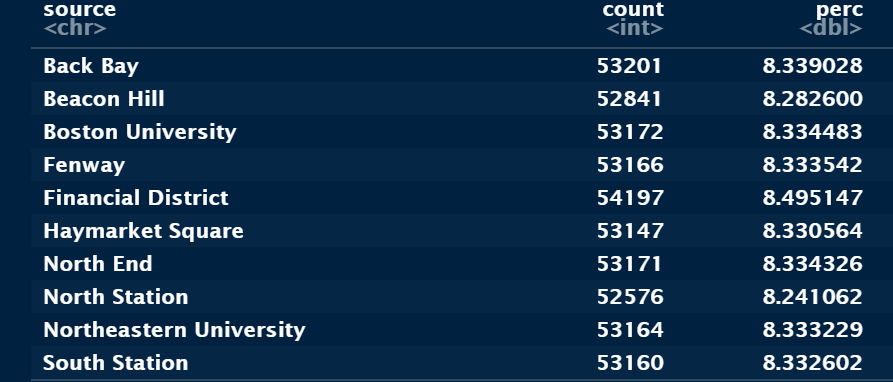 source count perc
<chr> <int> <dbl>
Back Bay 53201 8.339028
Beacon Hill 52841 8.282600
Boston University 53172 8.334483
Fenway 53166 8.333542
Financial District 54197 8.495147
Haymarket Square 53147 8.330564
North End 53171 8.334326
North Station 52576 8.241062
Northeastern University 53164 8.333229
South Station 53160 8.332602